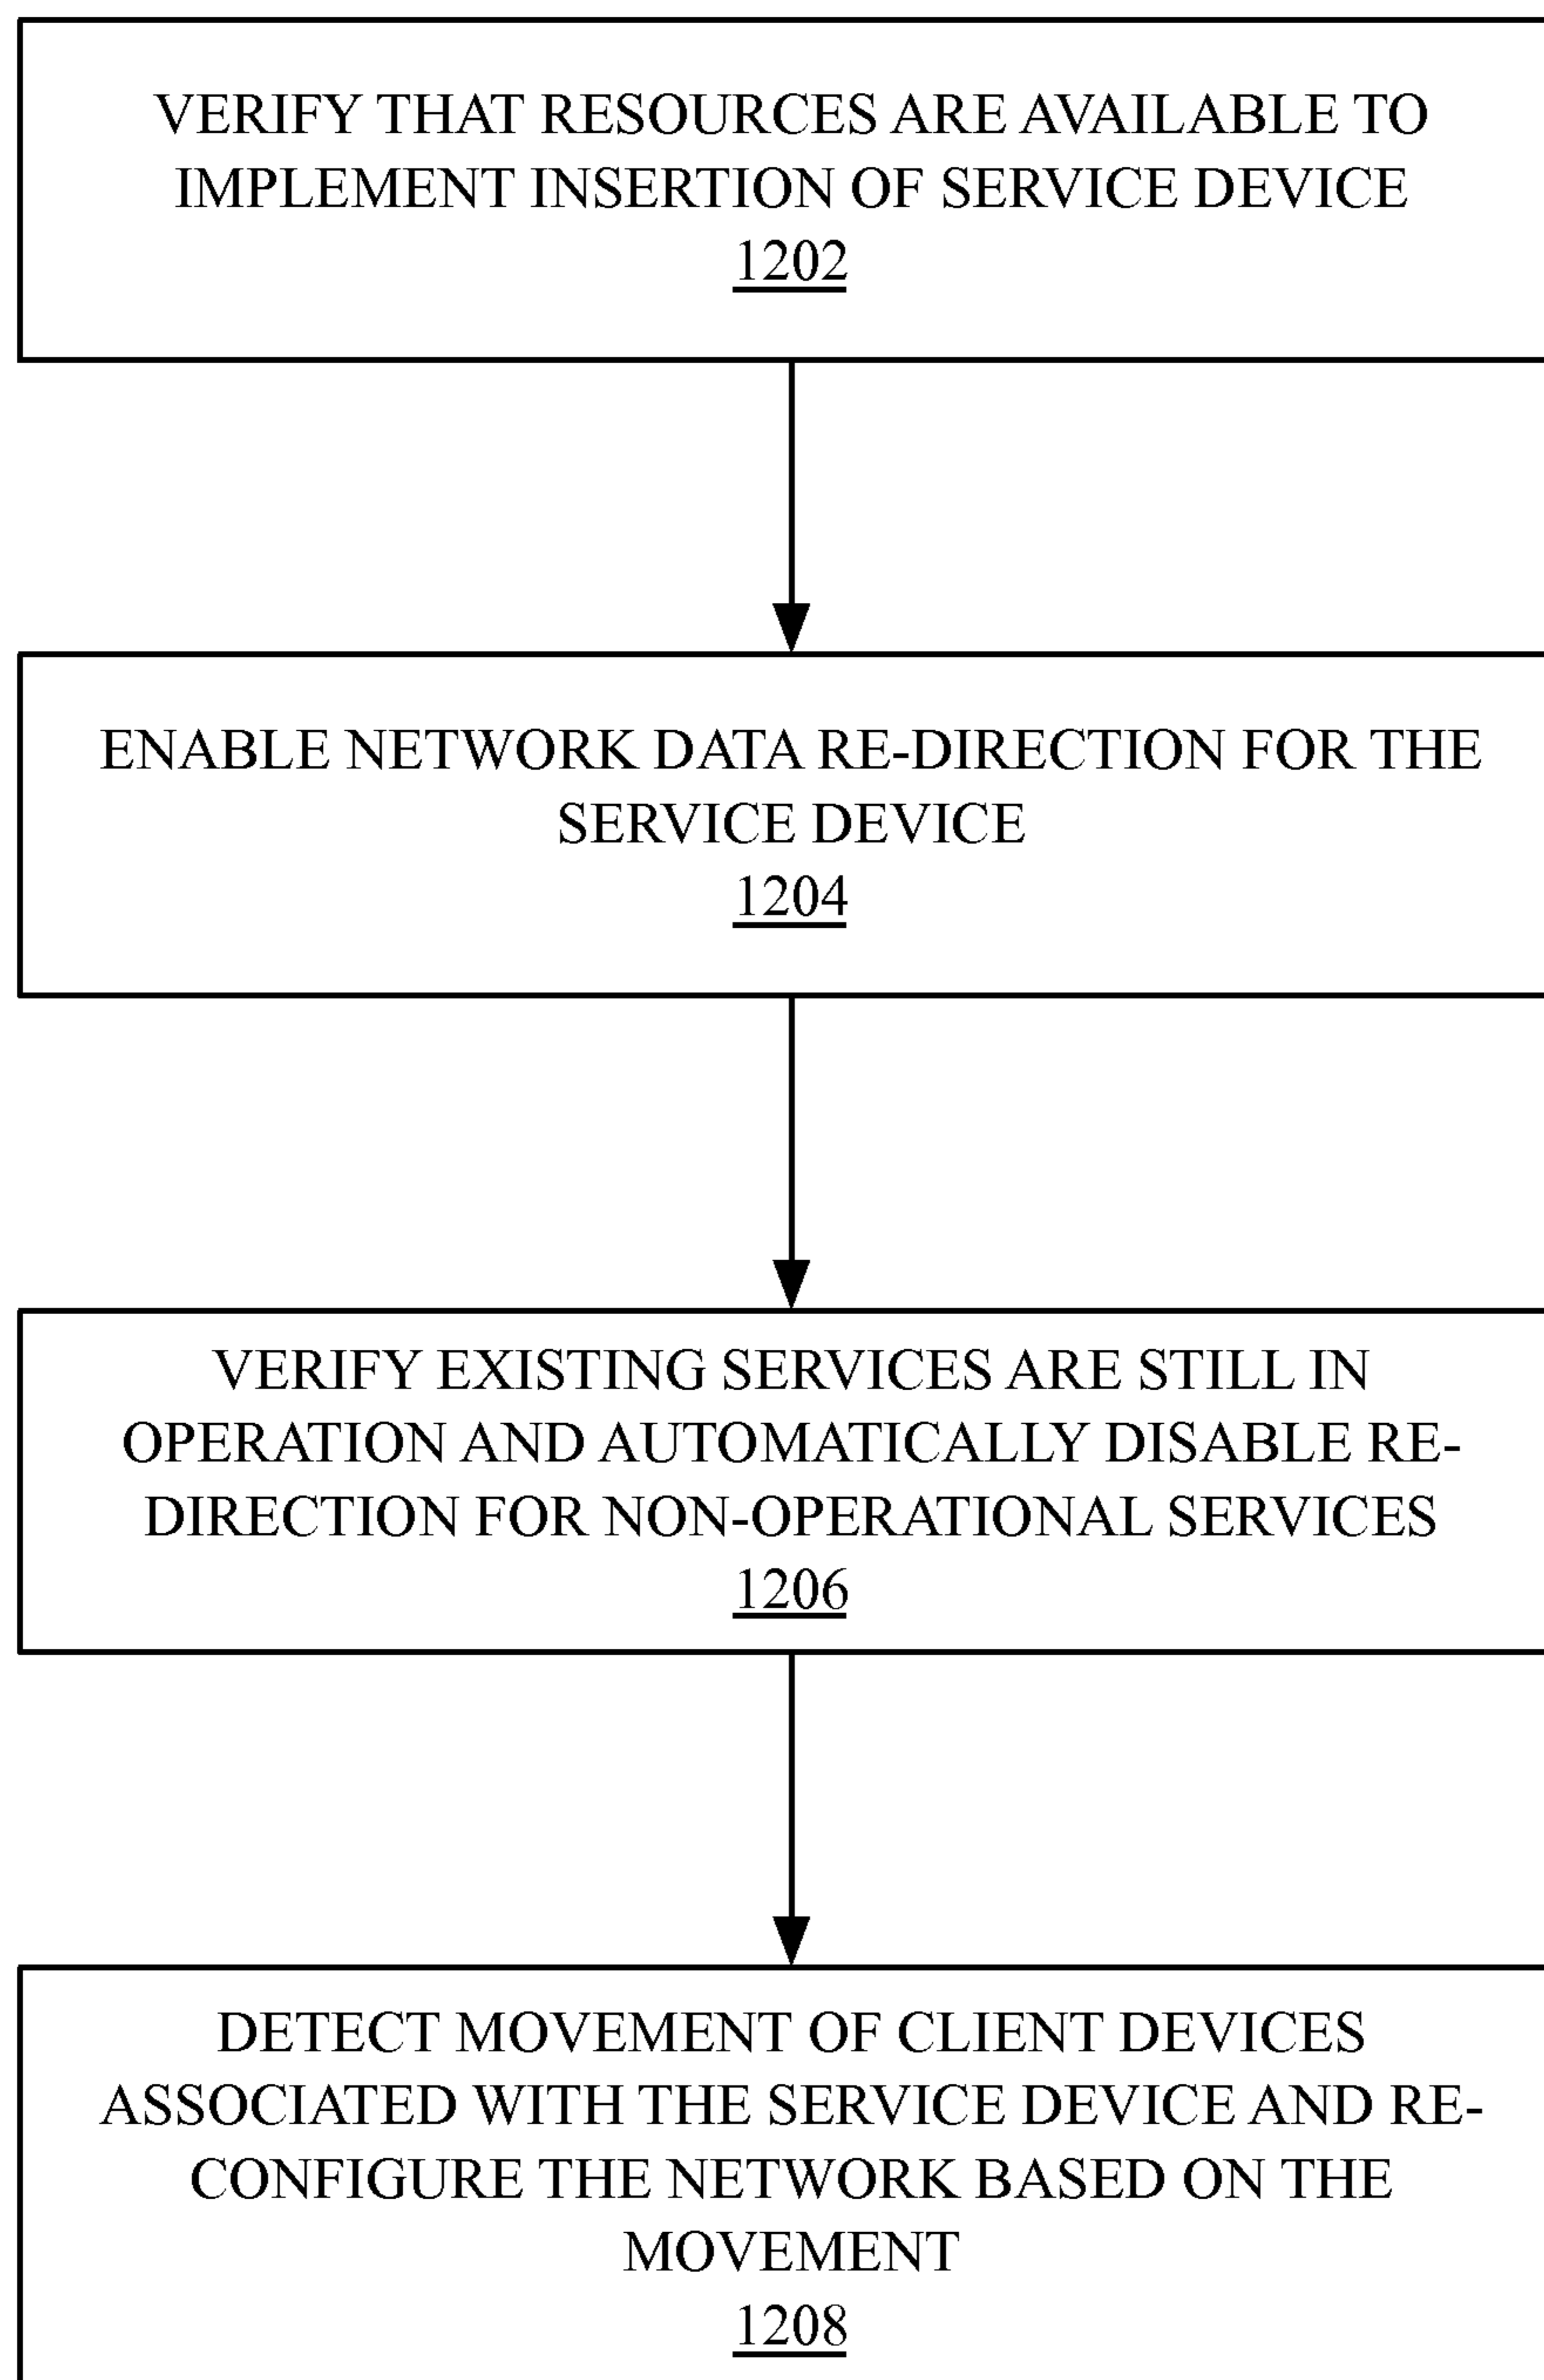 VERIFY THAT RESOURCES ARE AVAILABLE TO
IMPLEMENT INSERTION OF SERVICE DEVICE
1202
ENABLE NETWORK DATA RE-DIRECTION FOR THE
SERVICE DEVICE
1204
VERIFY EXISTING SERVICES ARE STILL IN
OPERATION AND AUTOMATICALLY DISABLE RE-
DIRECTION FOR NON-OPERATIONAL SERVICES
1206
DETECT MOVEMENT OF CLIENT DEVICES
ASSOCIATED WITH THE SERVICE DEVICE AND RE-
CONFIGURE THE NETWORK BASED ON THE
MOVEMENT
1208